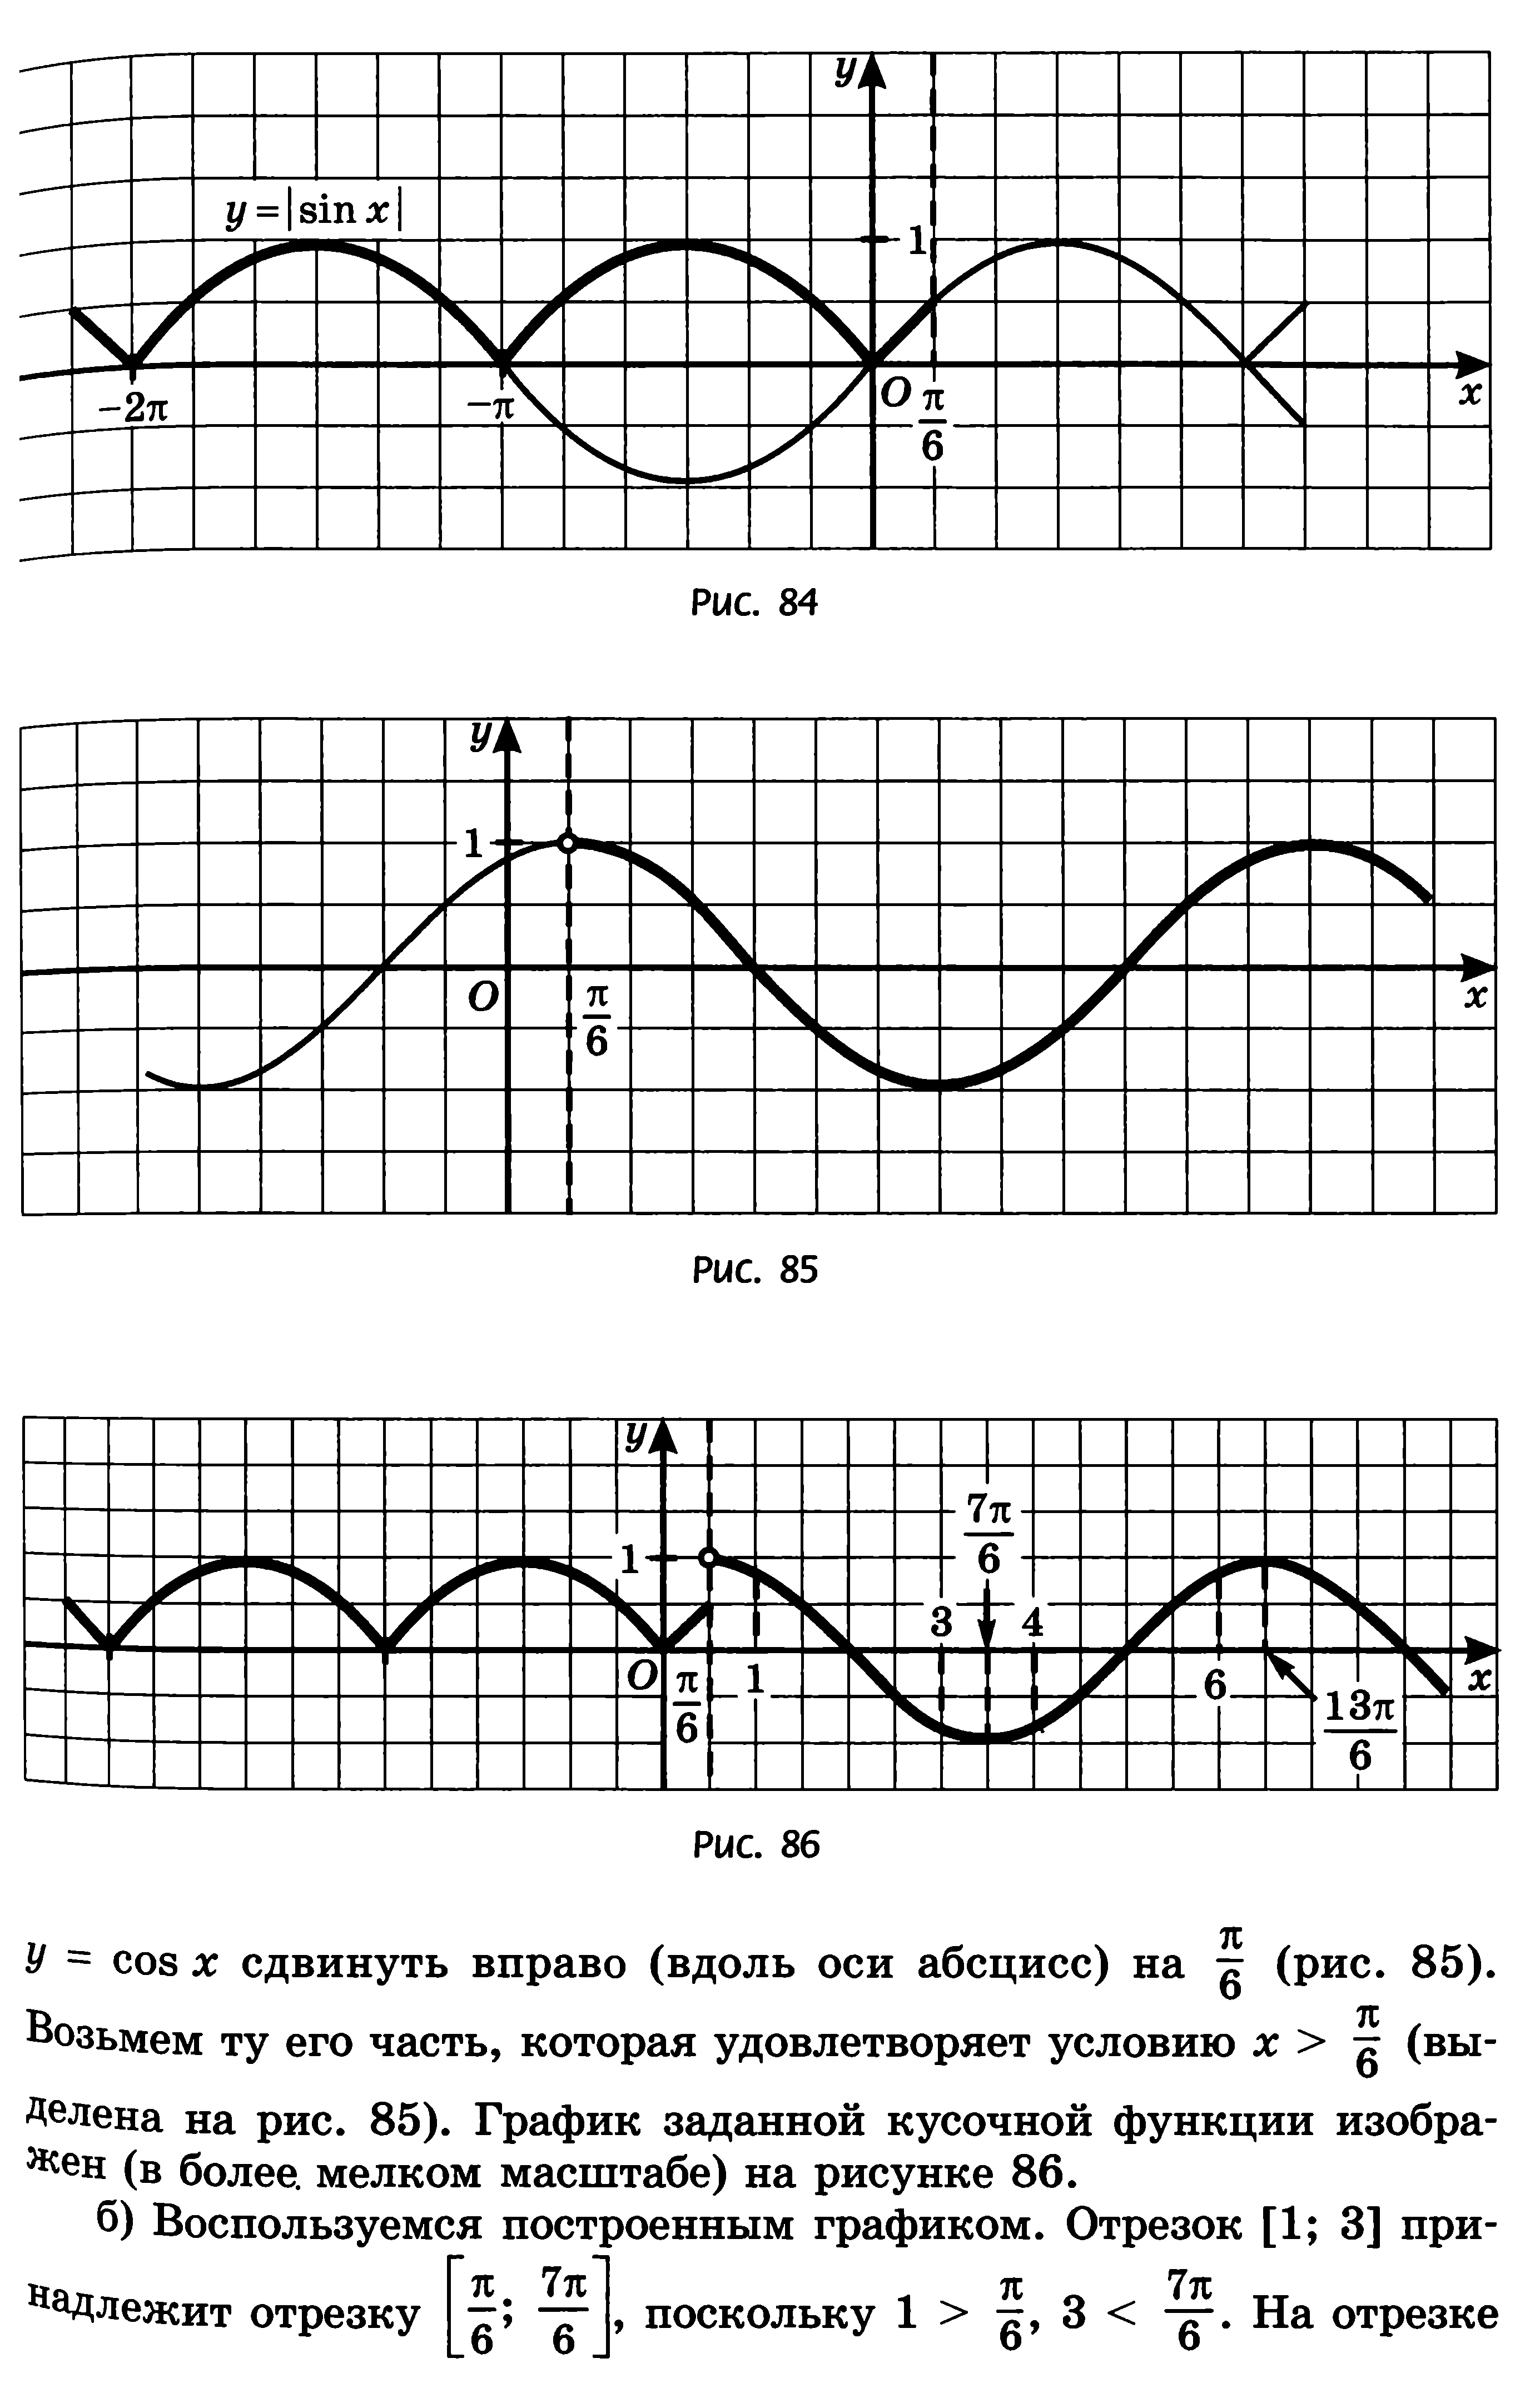 y
y = |sin x|
1
−2π
−π
O
π/6
x
Рис. 84
y
1
O
π/6
x
Рис. 85
y
7π/6
1
3
4
O
π/6
1
6
13π/6
x
Рис. 86
y = cos x сдвинуть вправо (вдоль оси абсцисс) на π/6 (рис. 85).
Возьмем ту его часть, которая удовлетворяет условию x > π/6 (вы-
делена на рис. 85). График заданной кусочной функции изобра-
жен (в более мелком масштабе) на рисунке 86.
б) Воспользуемся построенным графиком. Отрезок [1; 3] при-
надлежит отрезку [π/6; 7π/6], поскольку 1 > π/6, 3 < 7π/6. На отрезке